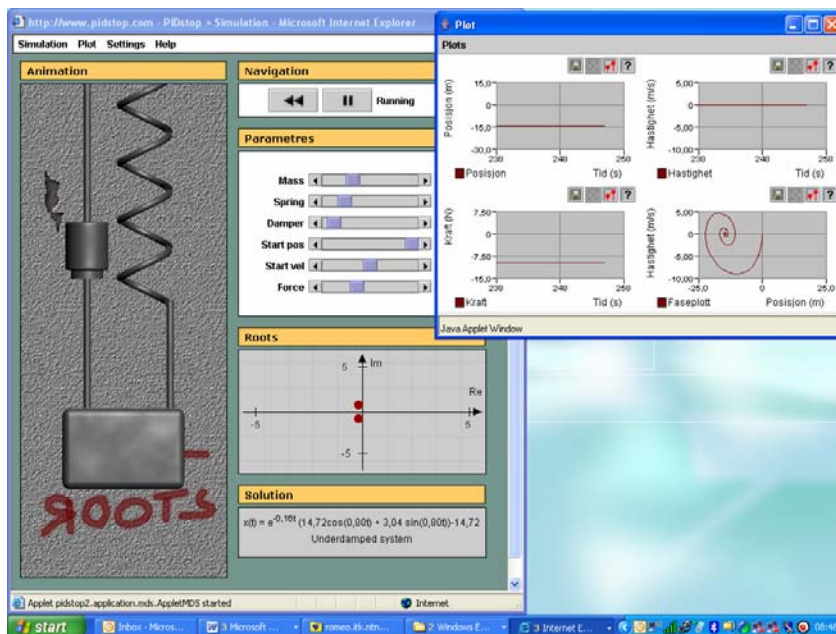 http://www.pidstop.com - PIDstop > Simulation - Microsoft Internet Explorer
Simulation Plot Settings Help
Animation
ROOTS
Navigation
Running
Parametres
Mass
Spring
Damper
Start pos
Start vel
Force
Roots
5
Im
Re
-5
5
-5
Solution
x(t) = e-0.16t (14,72cos(0,80t) + 3,04 sin(0,80t))-14,72
Underdamped system
Applet pidstop2.application.mds.AppletMDS started
Internet
Plot
Plots
?
Posisjon (m)
15,0
0
-15,0
-30,0
230
240
250
Posisjon
Tid (s)
?
Hastighet (m/s)
5,00
0
-5,00
-10,00
230
240
250
Hastighet
Tid (s)
?
Kraft (N)
7,50
0
-7,50
-15,0
230
240
250
Kraft
Tid (s)
?
Hastighet (m/s)
5,00
0
-5,00
-10,00
-25,0
0
25,0
Faseplott
Posisjon (m)
Java Applet Window
start
Inbox - Micros...
3 Microsoft ...
romeo.itk.ntn...
2 Windows E...
3 Internet E...
08:48